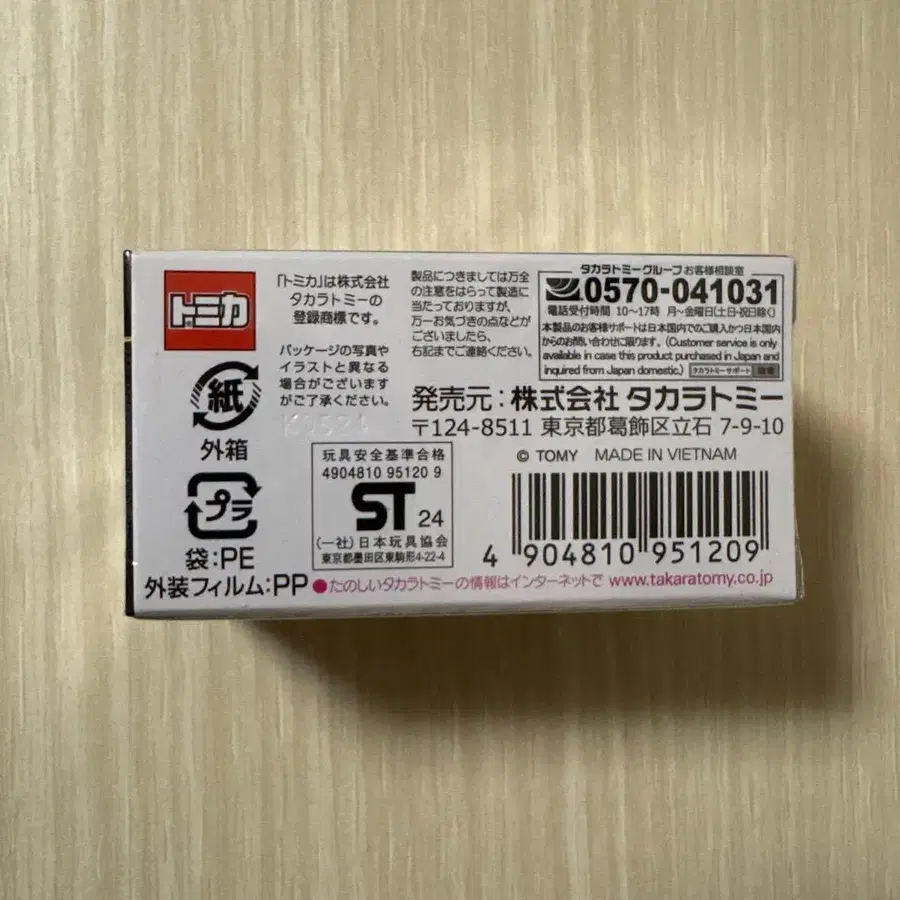 トミカ
「トミカ」は株式会社
タカラトミーの
登録商標です。
パッケージの写真や
イラストと異なる
場合がございます
がご了承ください。
製品につきましては万全
の注意をはらって製造に
当たっておりますが、
万一お気づきの点などが
ございましたら、
右記までご連絡ください。
タカラトミーグループ お客様相談室
0570-041031
電話受付時間 10〜17時 月〜金曜日(土日・祝日除く)
本製品のお客様サポートは日本国内でのご購入かつ日本国内
からのお問い合わせに限ります。(Customer service is only
available in case this product purchased in Japan and
inquired from Japan domestic.) タカラトミーサポート 検索
発売元:株式会社 タカラトミー
〒124-8511 東京都葛飾区立石 7-9-10
© TOMY MADE IN VIETNAM
紙
外箱
プラ
袋:PE
外装フィルム:PP
玩具安全基準合格
4904810 95120 9
ST 24
(一社)日本玩具協会
東京都墨田区東駒形4-22-4
4 904810 951209
●たのしいタカラトミーの情報はインターネットで www.takaratomy.co.jp